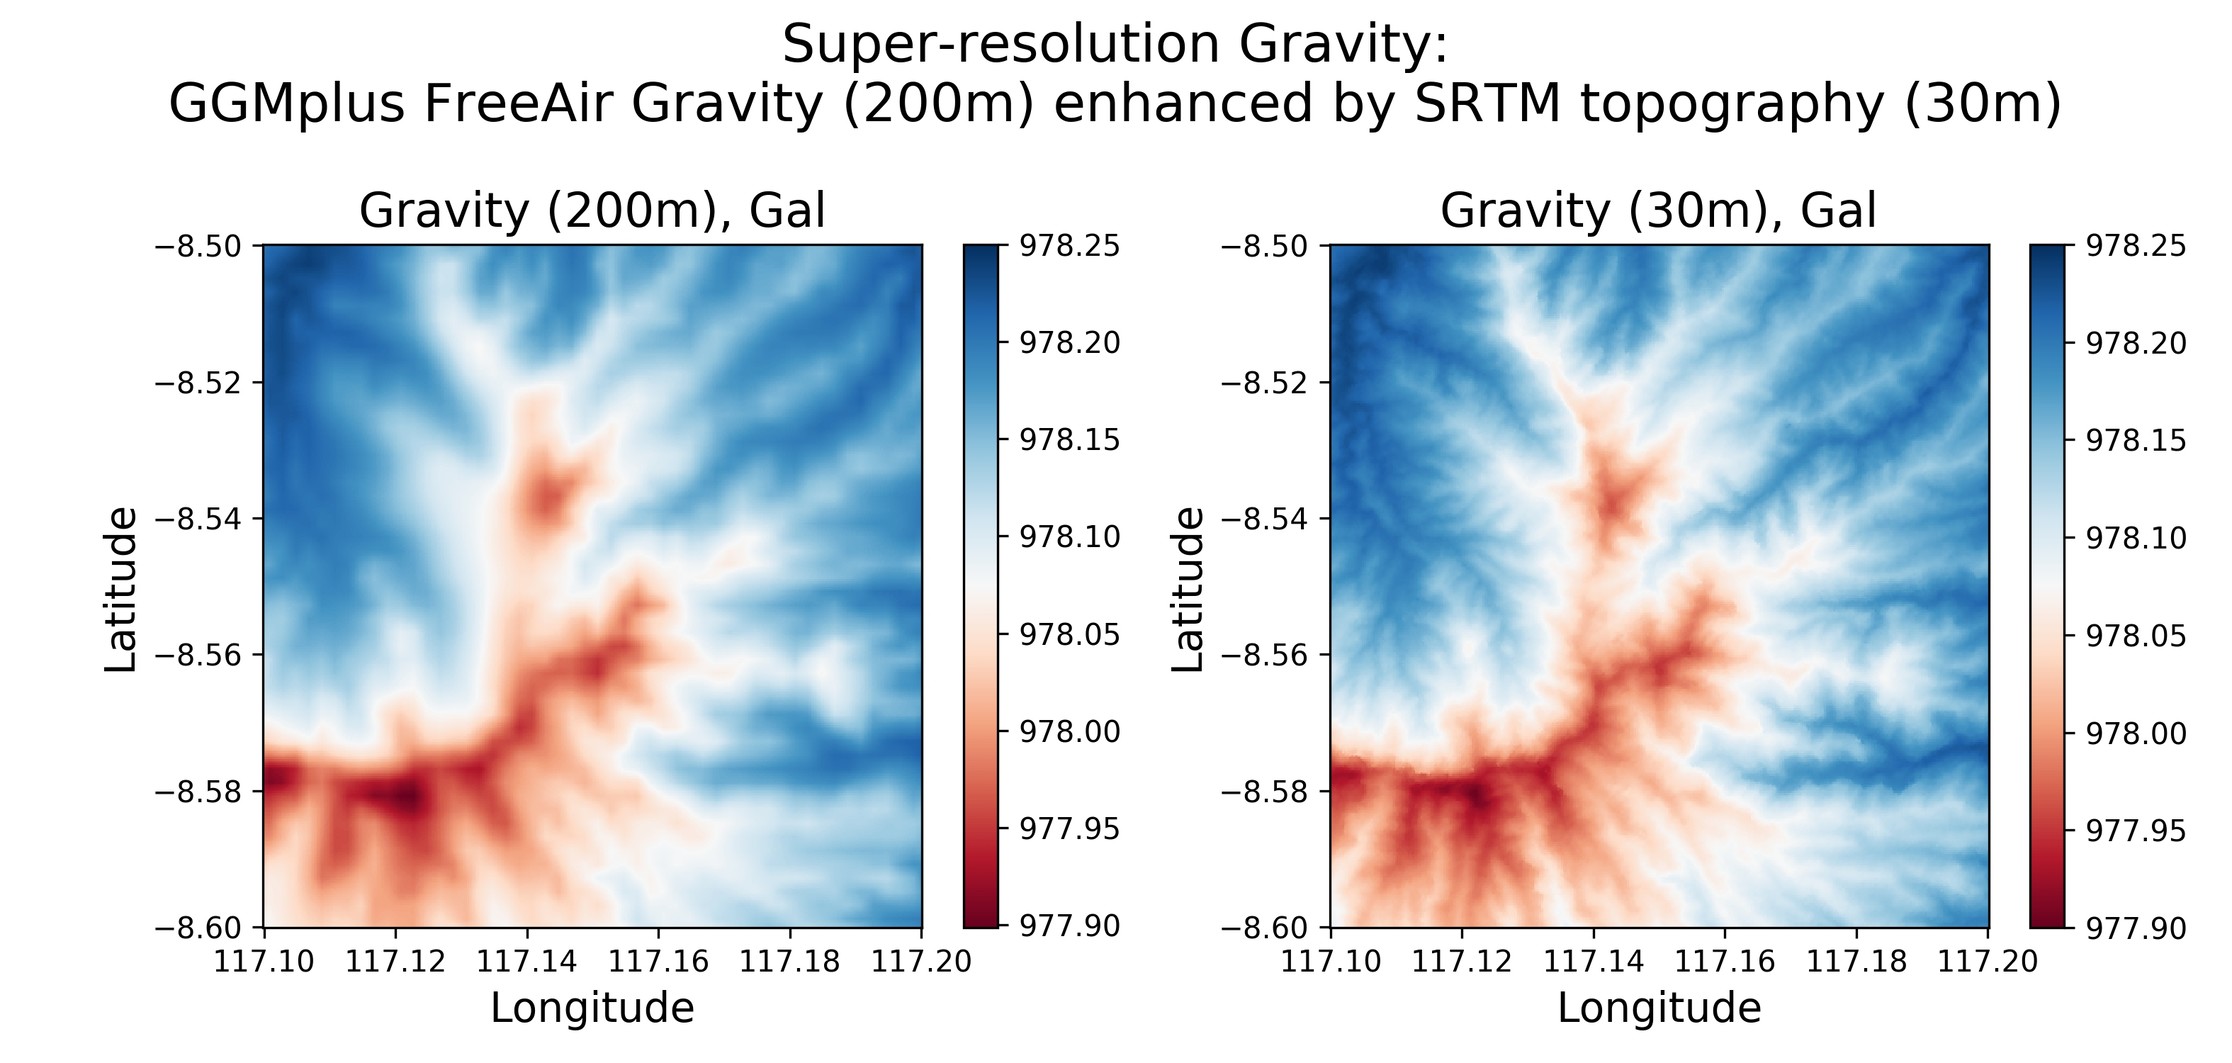 Super-resolution Gravity:
GGMplus FreeAir Gravity (200m) enhanced by SRTM topography (30m)
Gravity (200m), Gal
−8.50
−8.52
−8.54
−8.56
−8.58
−8.60
Latitude
117.10 117.12 117.14 117.16 117.18 117.20
Longitude
978.25
978.20
978.15
978.10
978.05
978.00
977.95
977.90
Gravity (30m), Gal
−8.50
−8.52
−8.54
−8.56
−8.58
−8.60
Latitude
117.10 117.12 117.14 117.16 117.18 117.20
Longitude
978.25
978.20
978.15
978.10
978.05
978.00
977.95
977.90